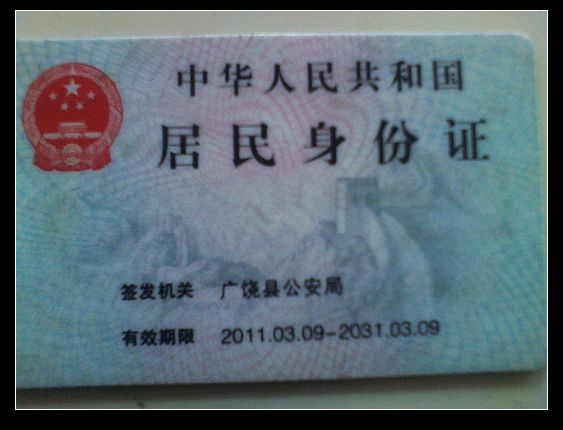 中华人民共和国
居民身份证
签发机关 广饶县公安局
有效期限 2011.03.09-2031.03.09